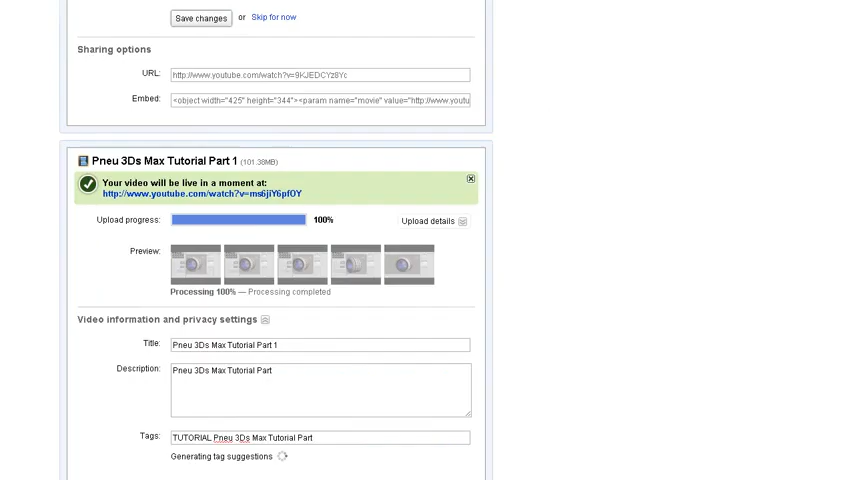 Save changes or Skip for now
Sharing options
URL: http://www.youtube.com/watch?v=9KJEDCYz8Yc
Embed: <object width="425" height="344"><param name="movie" value="http://www.youtu
Pneu 3Ds Max Tutorial Part 1 (101.38MB)
Your video will be live in a moment at:
http://www.youtube.com/watch?v=ms6jiY6pfOY
Upload progress: 100% Upload details
Preview:
Processing 100% — Processing completed
Video information and privacy settings
Title: Pneu 3Ds Max Tutorial Part 1
Description: Pneu 3Ds Max Tutorial Part
Tags: TUTORIAL Pneu 3Ds Max Tutorial Part
Generating tag suggestions